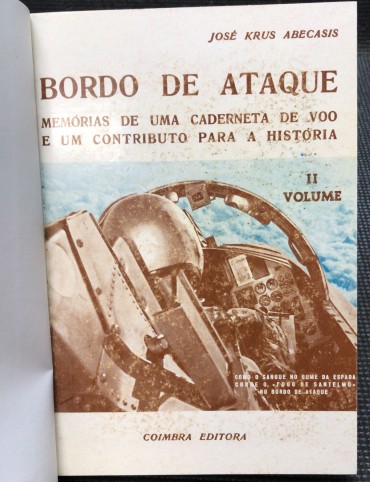 JOSÉ KRUS ABECASIS
BORDO DE ATAQUE
MEMÓRIAS DE UMA CADERNETA DE VOO
E UM CONTRIBUTO PARA A HISTÓRIA
II
VOLUME
COMO O SANGUE NO GUME DA ESPADA
CORRE O «FOGO DE SANTELMO»
NO BORDO DE ATAQUE
COIMBRA EDITORA